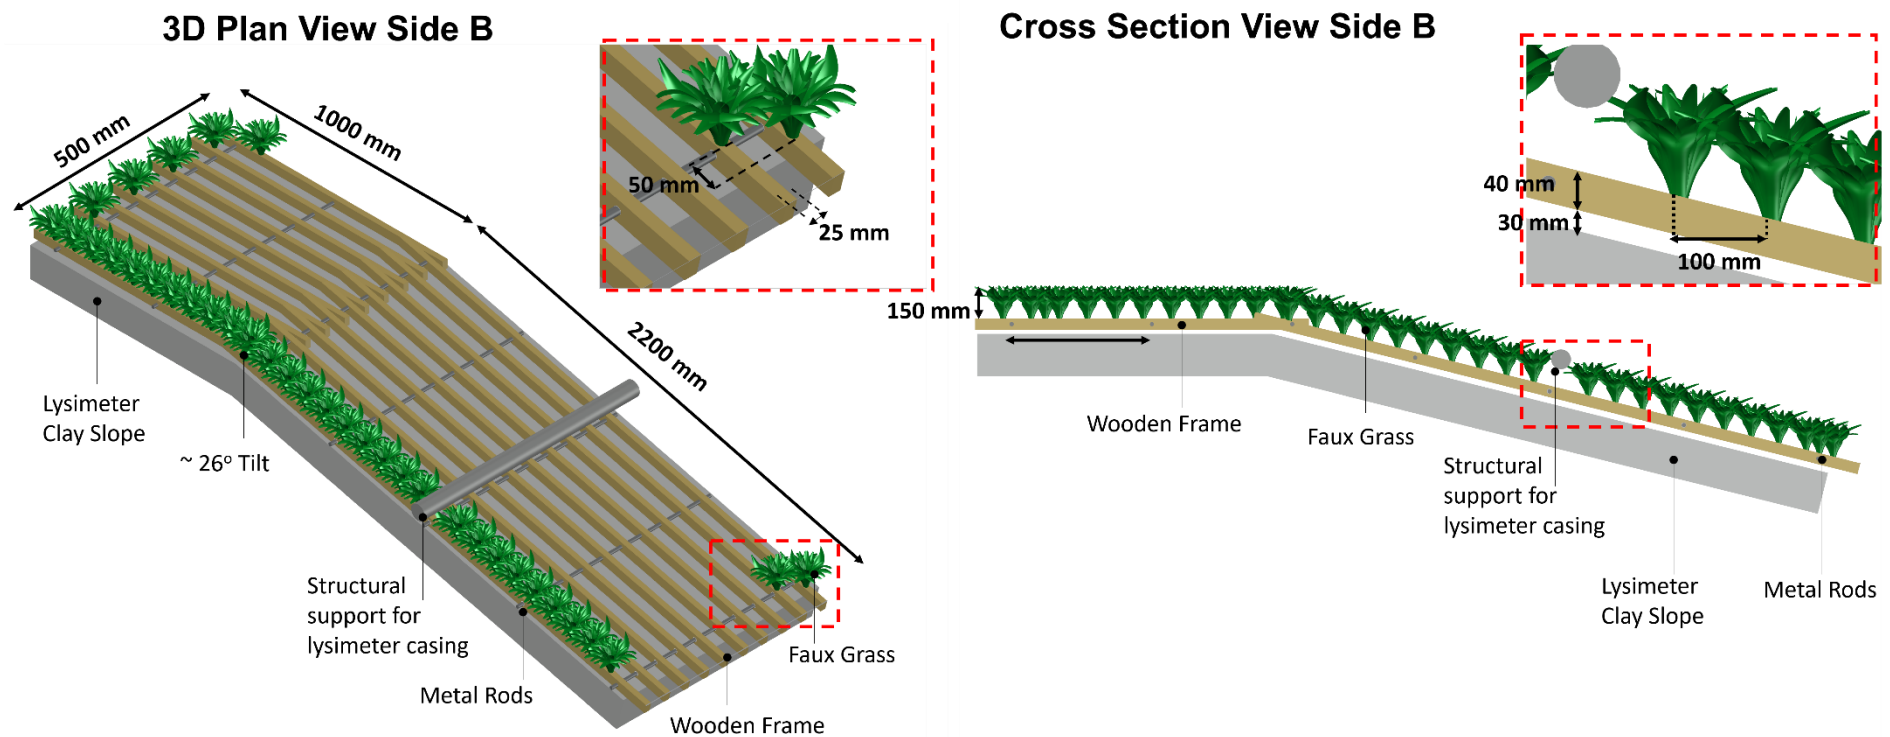 3D Plan View Side B
500 mm
1000 mm
2200 mm
50 mm
25 mm
Lysimeter
Clay Slope
~ 26º Tilt
Structural
support for
lysimeter casing
Metal Rods
Wooden Frame
Faux Grass
Cross Section View Side B
40 mm
30 mm
100 mm
150 mm
Wooden Frame
Faux Grass
Structural
support for
lysimeter casing
Lysimeter
Clay Slope
Metal Rods